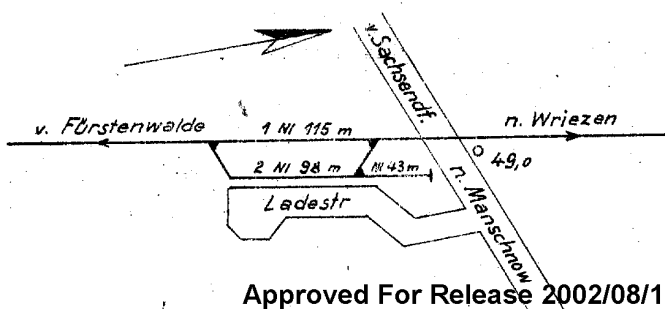 v. Sachsendf.
v. Fürstenwalde
1 Nl 115 m
n. Wriezen
2 Nl 98 m
Nl 43 m
49,0
Ladestr
n. Manschnow
Approved For Release 2002/08/1